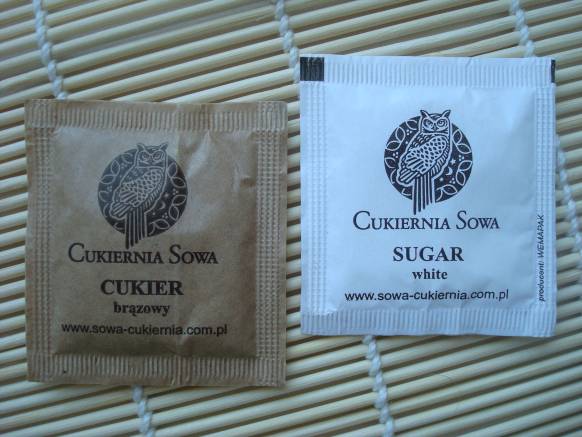 CUKIERNIA SOWA
CUKIER
brązowy
www.sowa-cukiernia.com.pl
CUKIERNIA SOWA
SUGAR
white
www.sowa-cukiernia.com.pl
producent: WEMAPAK